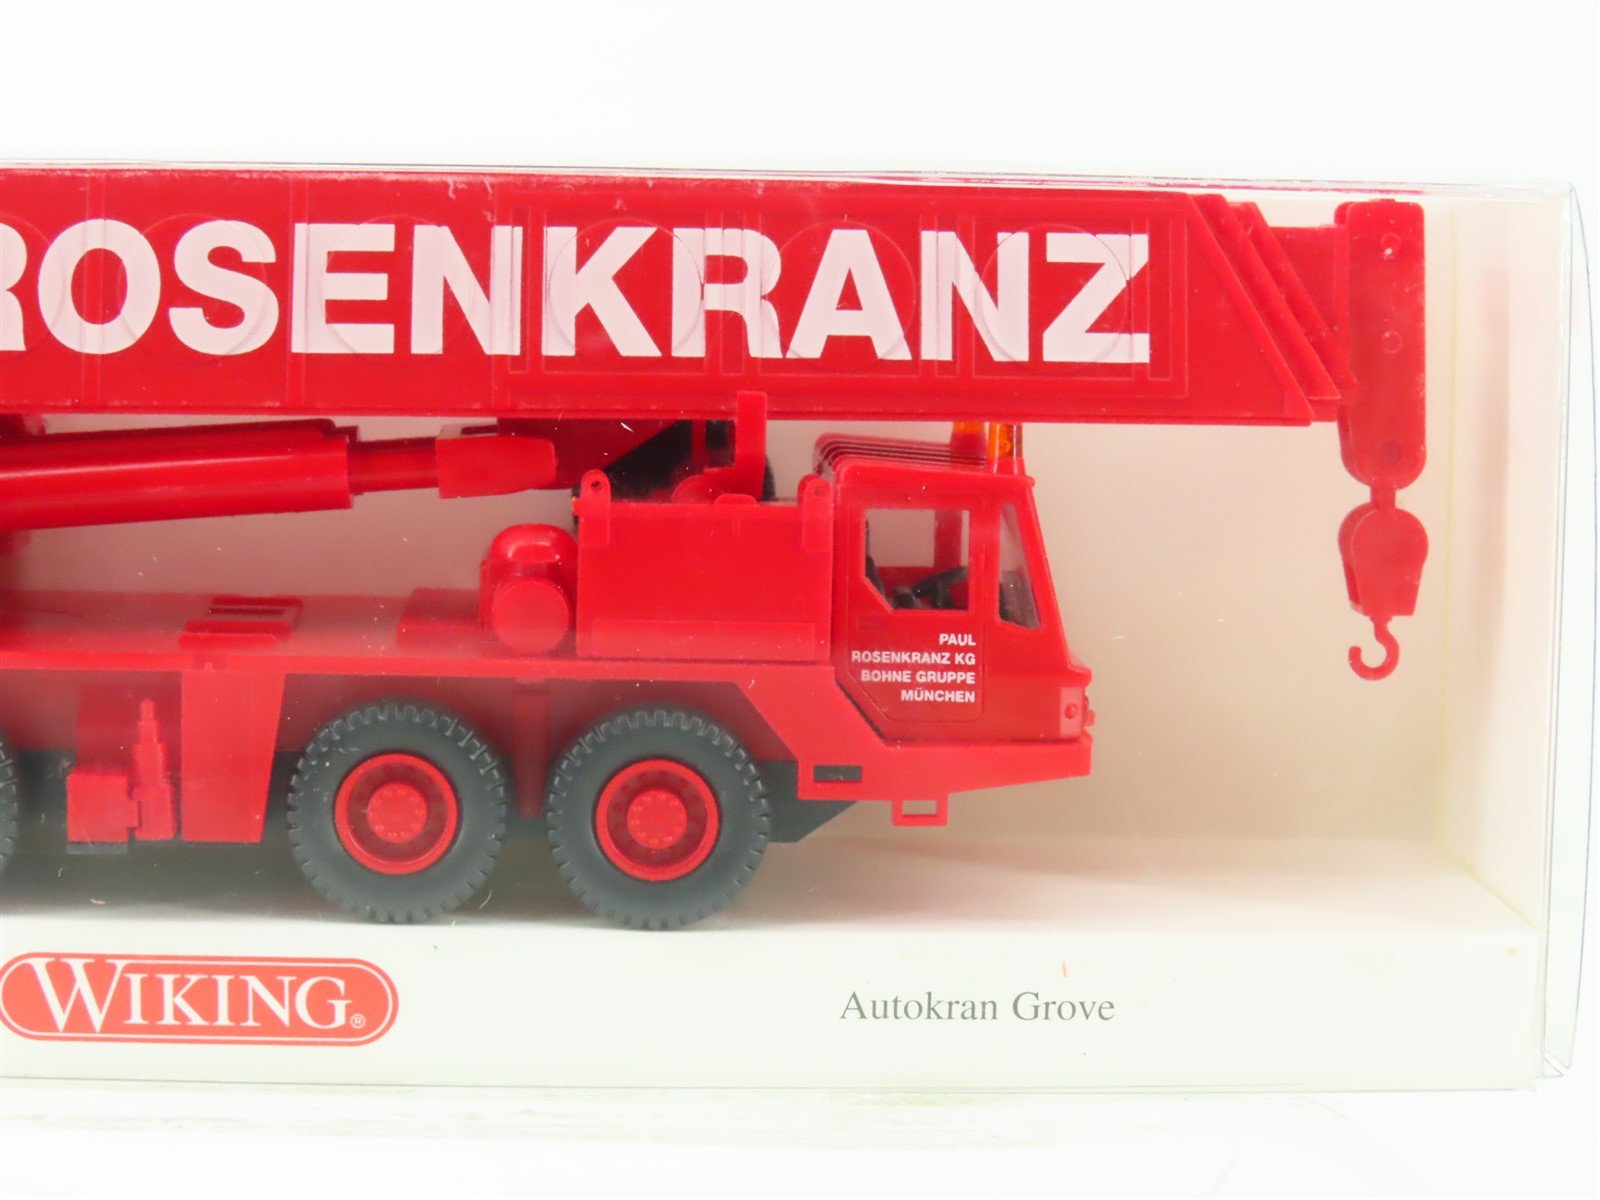 ROSENKRANZ
PAUL
ROSENKRANZ KG
BOHNE GRUPPE
MÜNCHEN
WIKING®
Autokran Grove